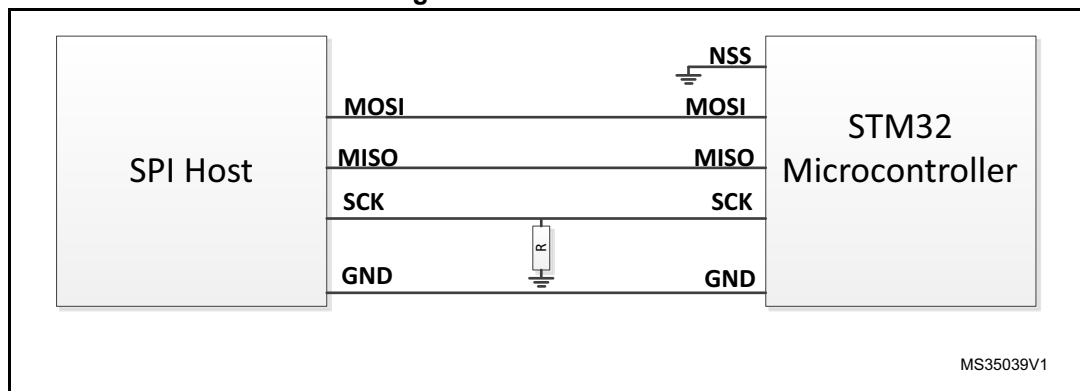 NSS
MOSI MOSI
STM32
Microcontroller
SPI Host
MISO MISO
SCK SCK
R
GND GND
MS35039V1